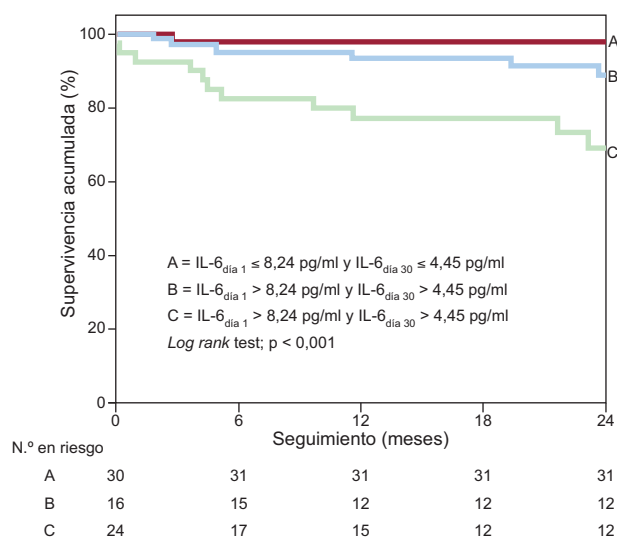 Supervivencia acumulada (%)
100
80
60
40
20
0
A
B
C
A = IL-6día 1 ≤ 8,24 pg/ml y IL-6día 30 ≤ 4,45 pg/ml
B = IL-6día 1 > 8,24 pg/ml y IL-6día 30 > 4,45 pg/ml
C = IL-6día 1 > 8,24 pg/ml y IL-6día 30 > 4,45 pg/ml
Log rank test; p < 0,001
0 6 12 18 24
Seguimiento (meses)
N.º en riesgo
A 30 31 31 31 31
B 16 15 12 12 12
C 24 17 15 12 12